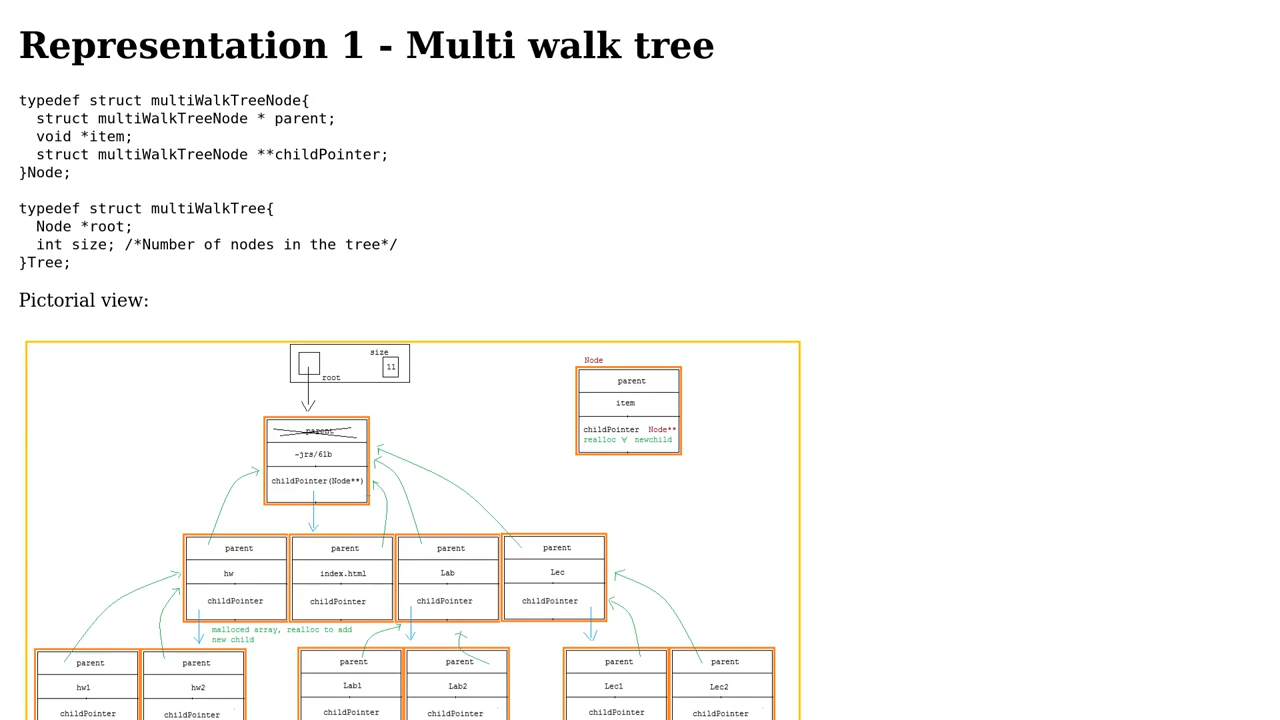 Representation 1 - Multi walk tree
typedef struct multiWalkTreeNode{
  struct multiWalkTreeNode * parent;
  void *item;
  struct multiWalkTreeNode **childPointer;
}Node;
typedef struct multiWalkTree{
  Node *root;
  int size; /*Number of nodes in the tree*/
}Tree;
Pictorial view:
size
11
root
Node
parent
item
childPointer Node**
realloc ∀ newchild
parent
~jrs/61b
childPointer(Node**)
parent parent parent parent
hw index.html Lab Lec
childPointer childPointer childPointer childPointer
malloced array, realloc to add
new child
parent parent parent parent parent parent
hw1 hw2 Lab1 Lab2 Lec1 Lec2
childPointer childPointer childPointer childPointer childPointer childPointer